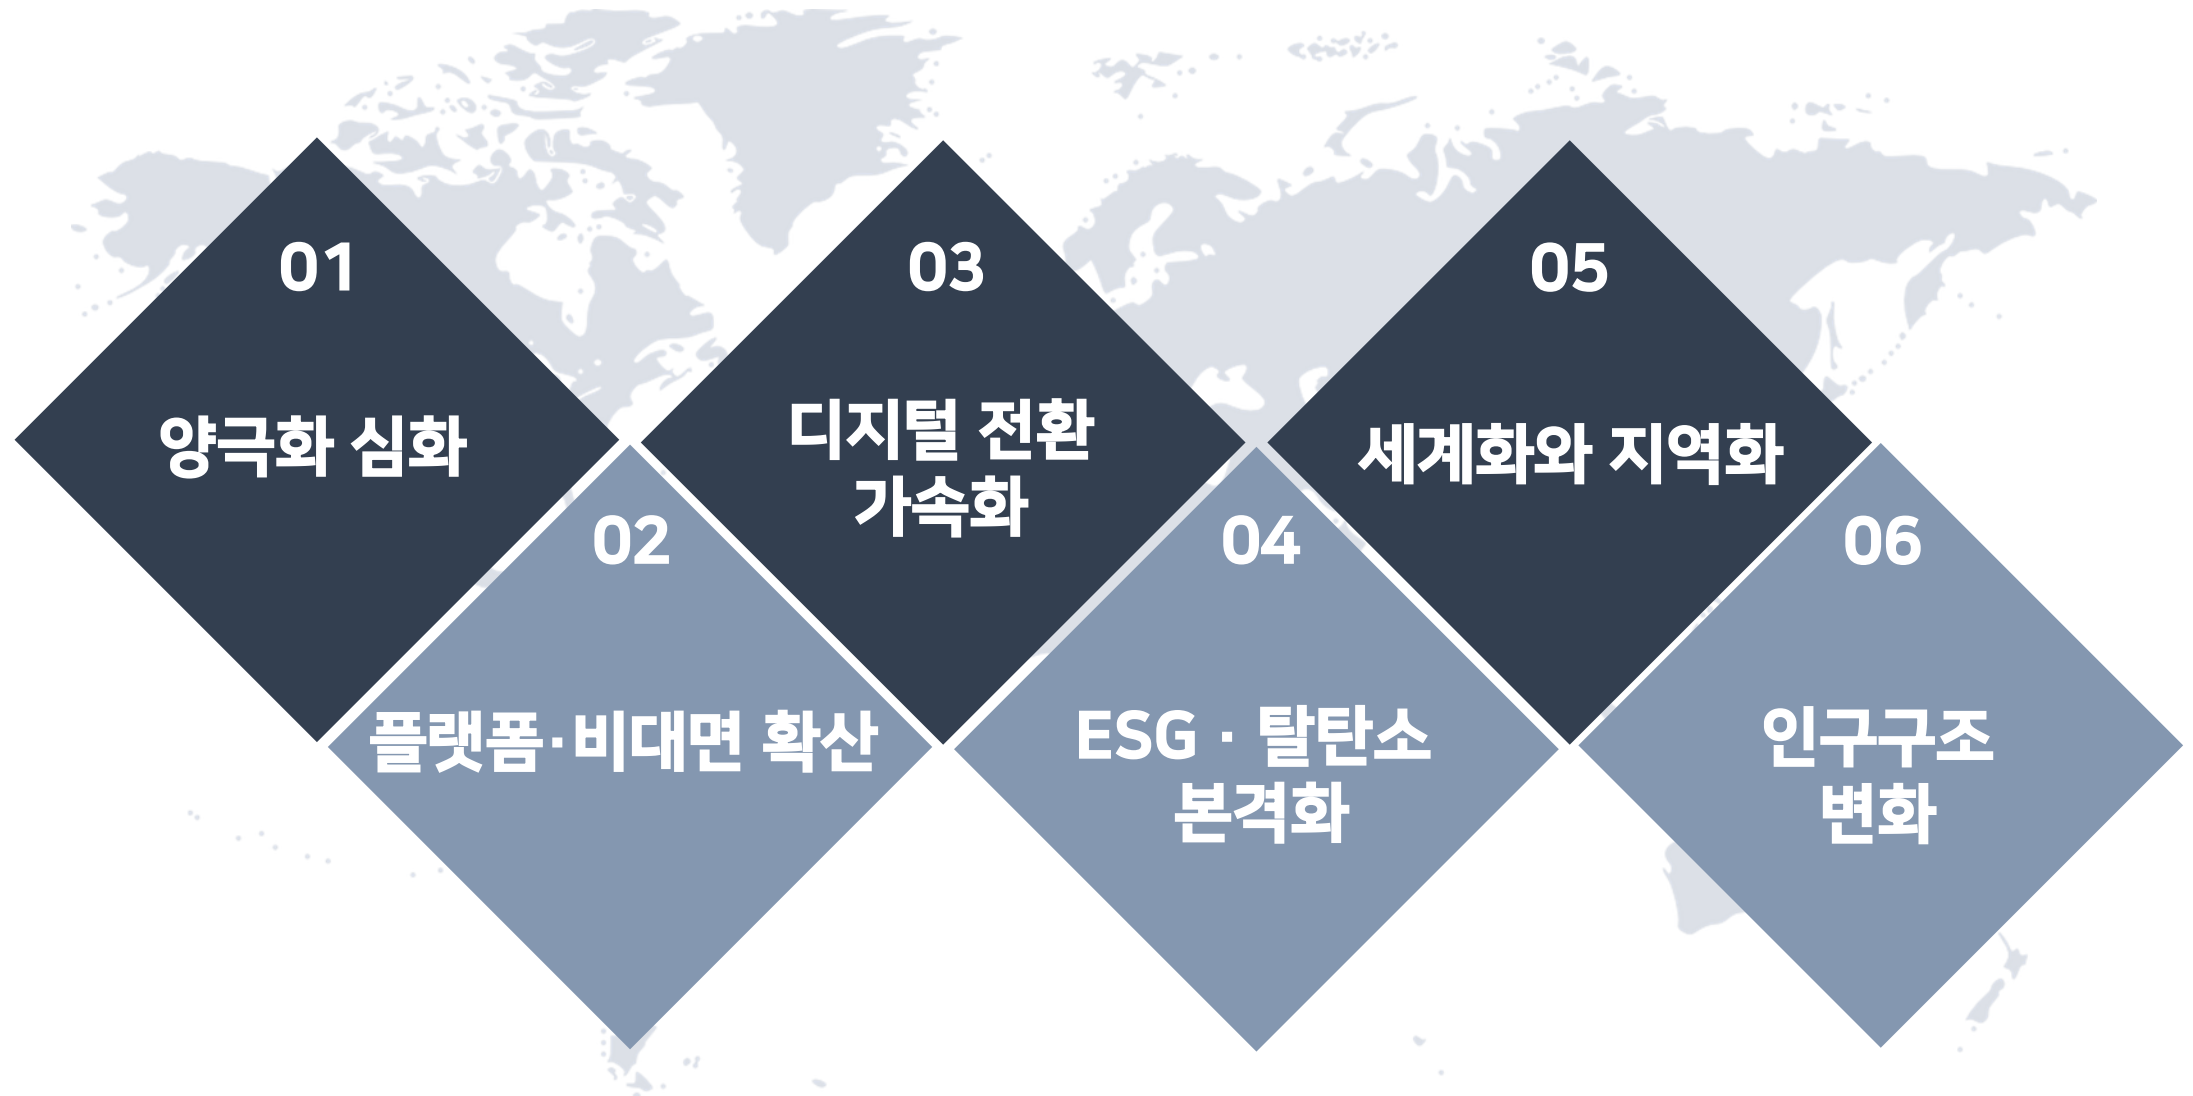 01
양극화 심화
02
플랫폼·비대면 확산
03
디지털 전환
가속화
04
ESG · 탈탄소
본격화
05
세계화와 지역화
06
인구구조
변화